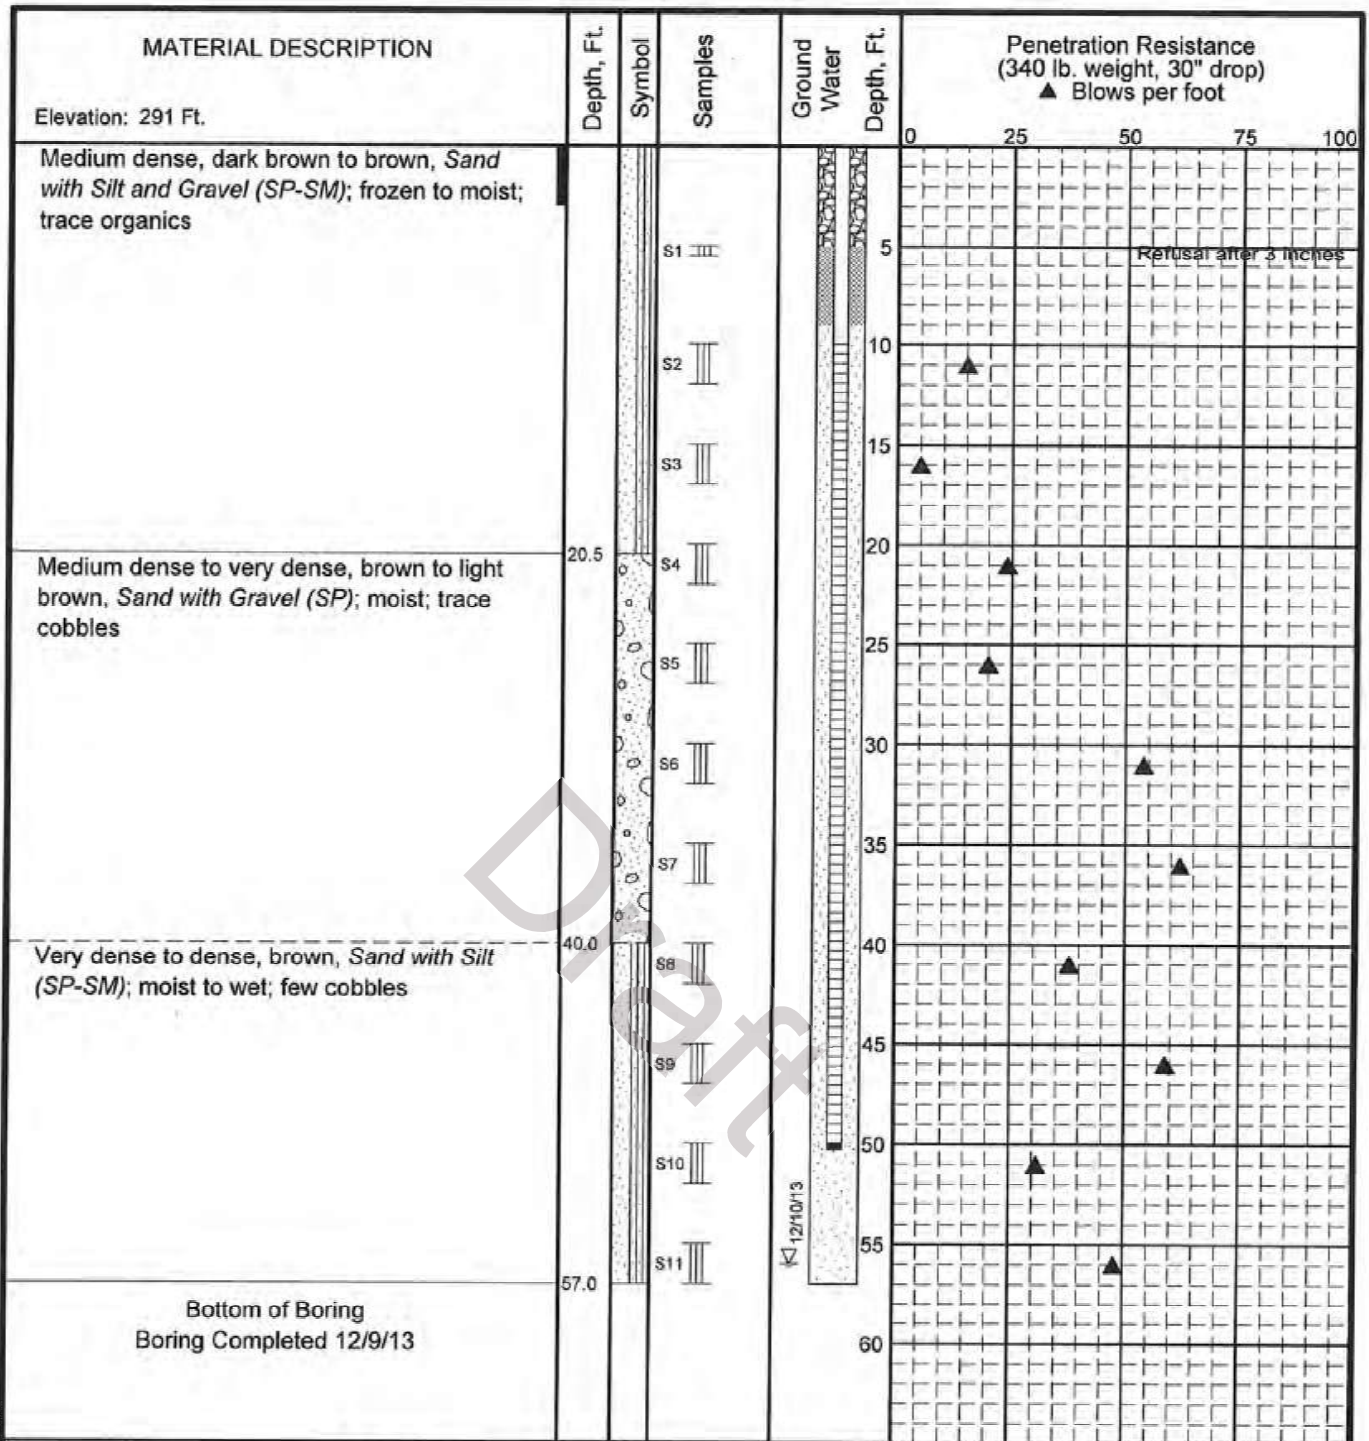 MATERIAL DESCRIPTION
Elevation: 291 Ft.
Depth, Ft.
Symbol
Samples
Ground
Water
Depth, Ft.
Penetration Resistance
(340 lb. weight, 30" drop)
▲ Blows per foot
0 25 50 75 100
Medium dense, dark brown to brown, Sand
with Silt and Gravel (SP-SM); frozen to moist;
trace organics
S1
5
Refusal after 3 inches
10
S2
15
S3
20
20.5
S4
Medium dense to very dense, brown to light
brown, Sand with Gravel (SP); moist; trace
cobbles
25
S5
30
S6
35
S7
40
40.0
Very dense to dense, brown, Sand with Silt
(SP-SM); moist to wet; few cobbles
S8
45
S9
50
S10
12/10/13
55
S11
57.0
Bottom of Boring
Boring Completed 12/9/13
60
Draft